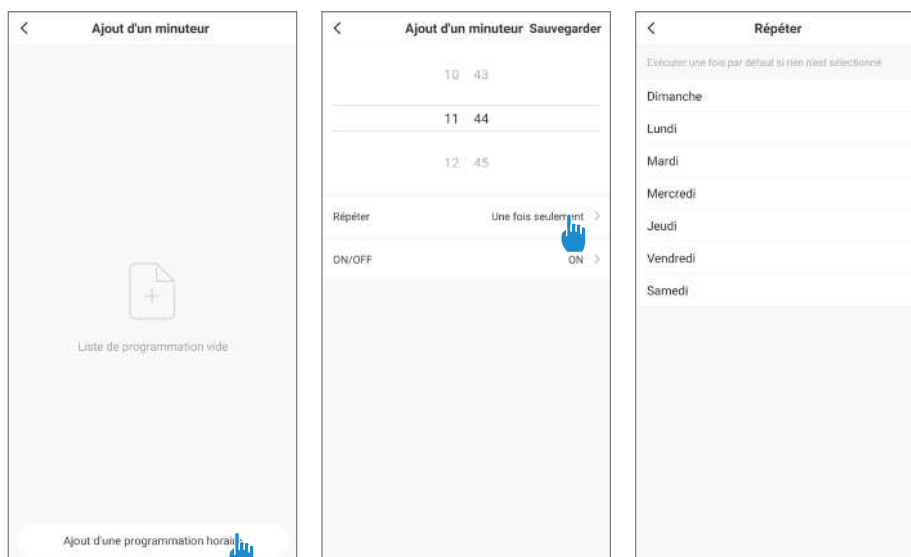 Ajout d'un minuteur
Liste de programmation vide
Ajout d'une programmation horaire
Ajout d'un minuteur Sauvegarder
10 43
11 44
12 45
Répéter Une fois seulement
ON/OFF ON
Répéter
Exécuter une fois par défaut si rien n'est sélectionné
Dimanche
Lundi
Mardi
Mercredi
Jeudi
Vendredi
Samedi